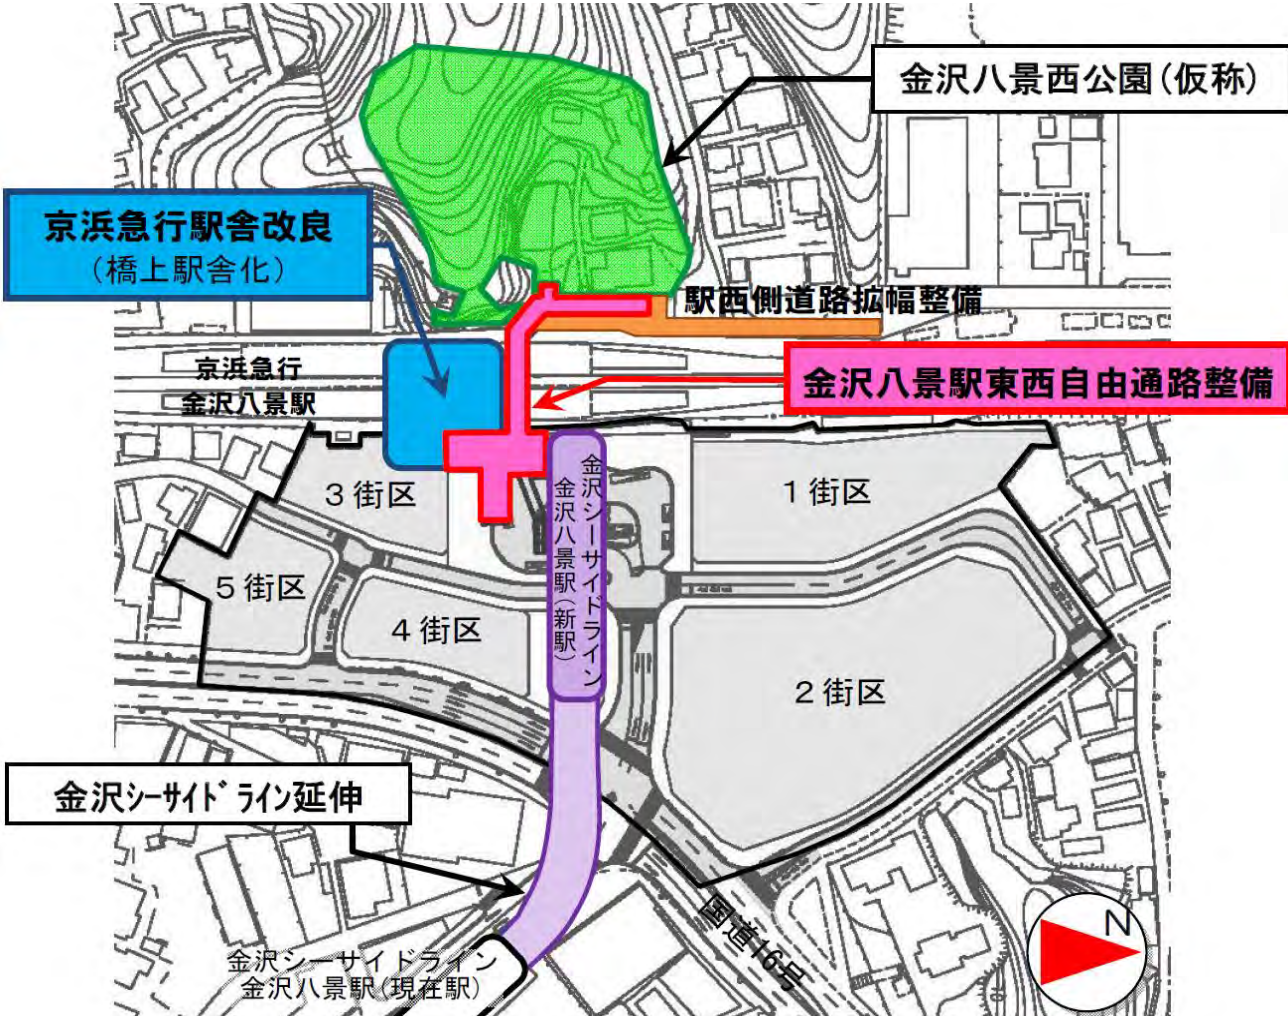 金沢八景西公園(仮称)
京浜急行駅舎改良
(橋上駅舎化)
駅西側道路拡幅整備
京浜急行
金沢八景駅
金沢八景駅東西自由通路整備
3街区
1街区
金沢シーサイドライン
金沢八景駅(新駅)
5街区
4街区
2街区
金沢ｼｰｻｲﾄﾞﾗｲﾝ延伸
国道16号
金沢シーサイドライン
金沢八景駅(現在駅)
N